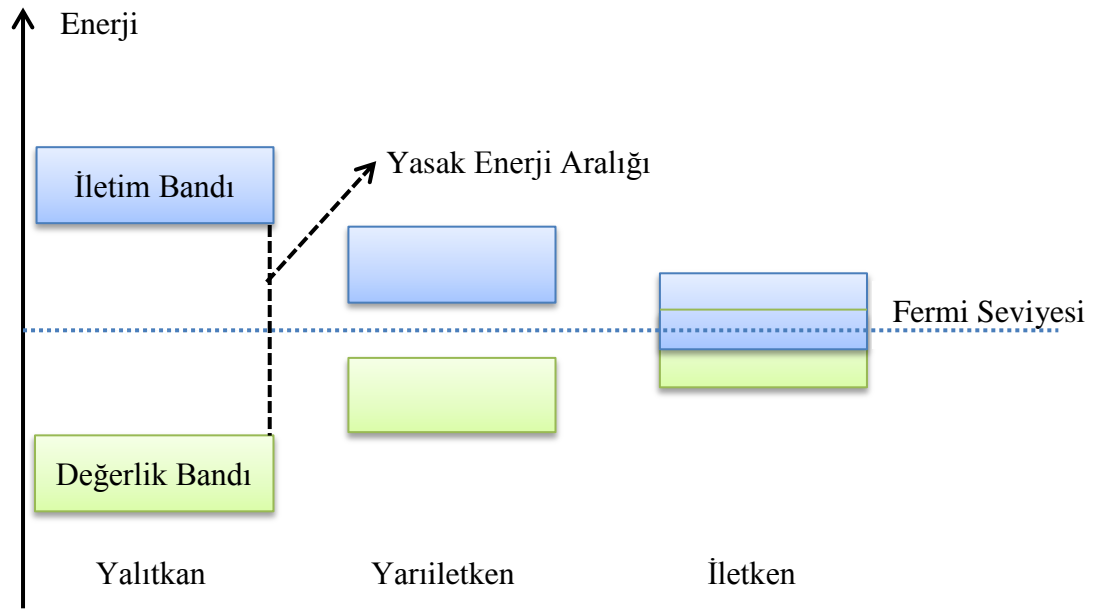 Enerji
Yasak Enerji Aralığı
İletim Bandı
Fermi Seviyesi
Değerlik Bandı
Yalıtkan
Yarıiletken
İletken